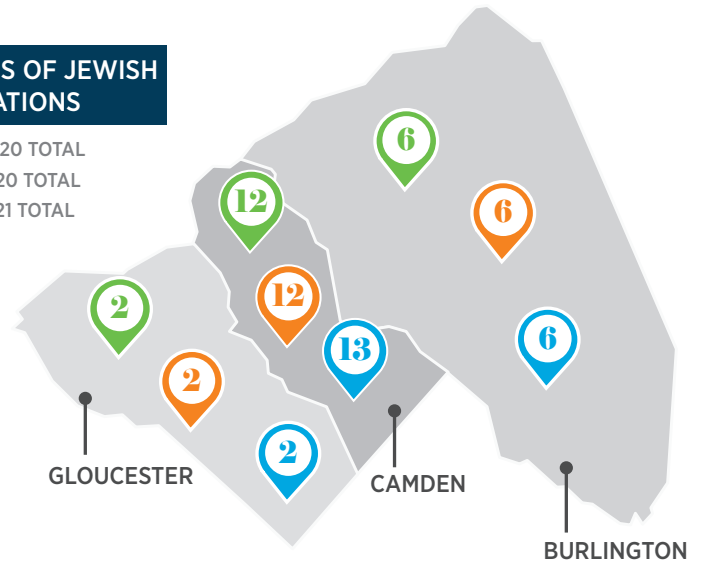 S OF JEWISH
ATIONS
20 TOTAL
20 TOTAL
21 TOTAL
6
12
6
12
2
13
6
2
2
GLOUCESTER
CAMDEN
BURLINGTON